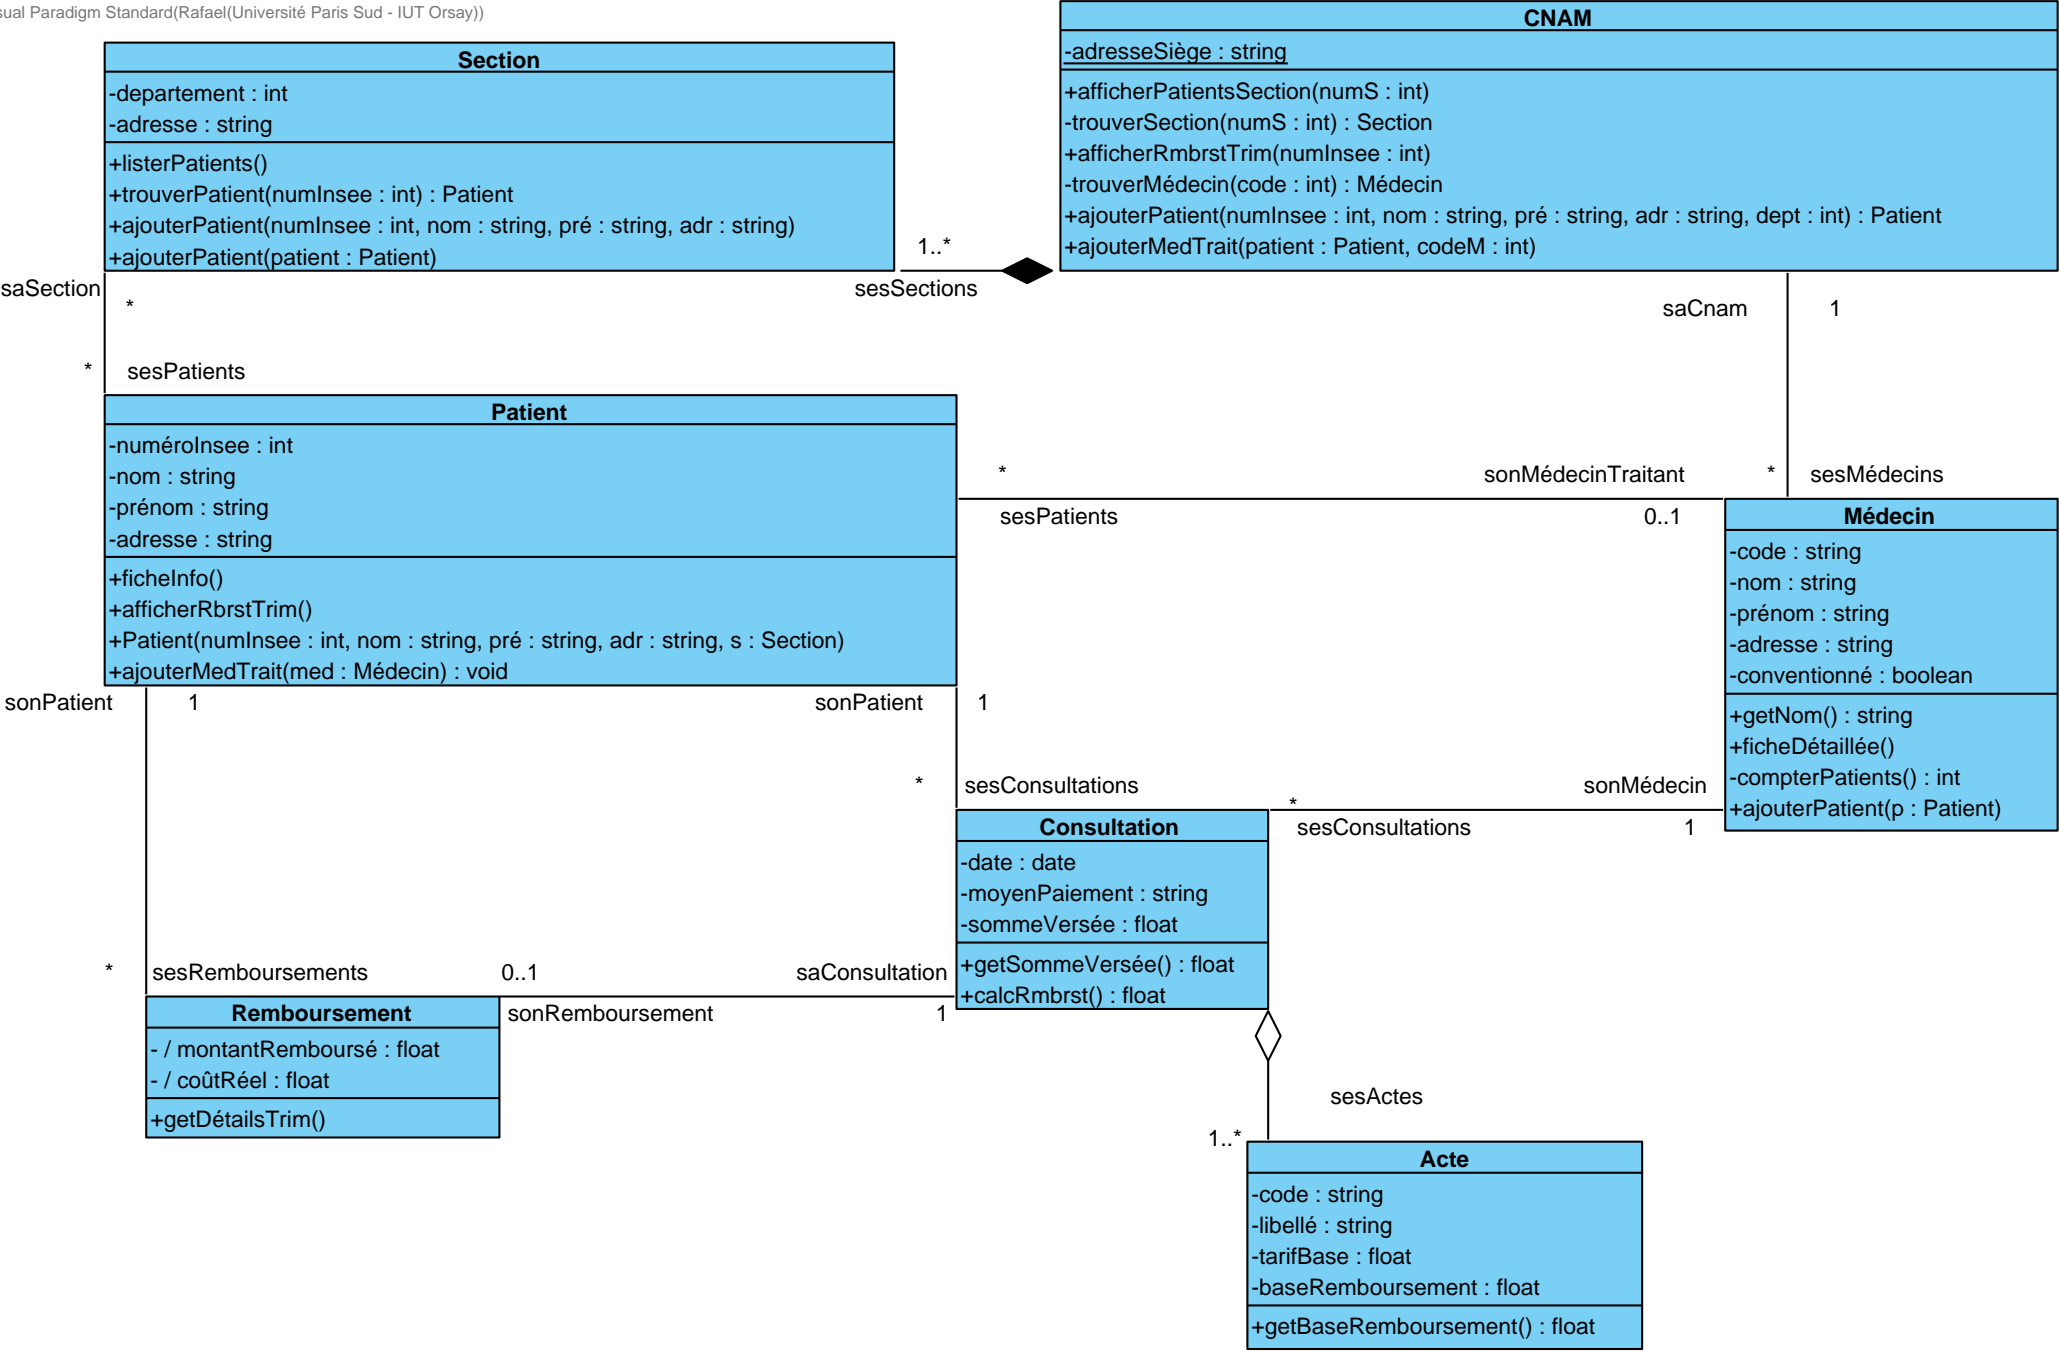 sual Paradigm Standard(Rafael(Université Paris Sud - IUT Orsay))
CNAM
-adresseSiège : string
+afficherPatientsSection(numS : int)
-trouverSection(numS : int) : Section
+afficherRmbrstTrim(numInsee : int)
-trouverMédecin(code : int) : Médecin
+ajouterPatient(numInsee : int, nom : string, pré : string, adr : string, dept : int) : Patient
+ajouterMedTrait(patient : Patient, codeM : int)
Section
-departement : int
-adresse : string
+listerPatients()
+trouverPatient(numInsee : int) : Patient
+ajouterPatient(numInsee : int, nom : string, pré : string, adr : string)
+ajouterPatient(patient : Patient)
1..*
sesSections
saSection
*
*
sesPatients
saCnam
1
*
sesMédecins
Patient
-numéroInsee : int
-nom : string
-prénom : string
-adresse : string
+ficheInfo()
+afficherRbrstTrim()
+Patient(numInsee : int, nom : string, pré : string, adr : string, s : Section)
+ajouterMedTrait(med : Médecin) : void
*
sesPatients
sonMédecinTraitant
0..1
Médecin
-code : string
-nom : string
-prénom : string
-adresse : string
-conventionné : boolean
+getNom() : string
+ficheDétaillée()
-compterPatients() : int
+ajouterPatient(p : Patient)
sonPatient
1
sonPatient
1
*
sesConsultations
sonMédecin
*
sesConsultations
1
Consultation
-date : date
-moyenPaiement : string
-sommeVersée : float
+getSommeVersée() : float
+calcRmbrst() : float
*
sesRemboursements
0..1
saConsultation
sonRemboursement
1
Remboursement
- / montantRemboursé : float
- / coûtRéel : float
+getDétailsTrim()
sesActes
1..*
Acte
-code : string
-libellé : string
-tarifBase : float
-baseRemboursement : float
+getBaseRemboursement() : float